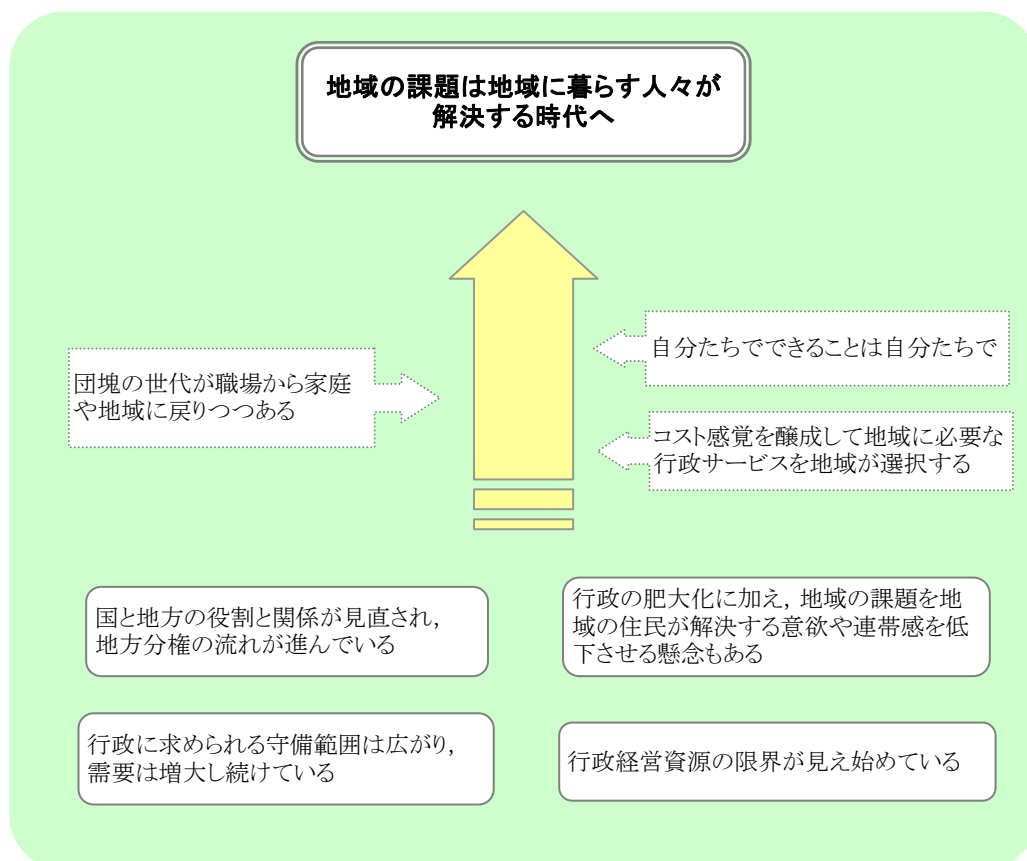 地域の課題は地域に暮らす人々が
解決する時代へ
自分たちでできることは自分たちで
団塊の世代が職場から家庭
や地域に戻りつつある
コスト感覚を醸成して地域に必要な
行政サービスを地域が選択する
国と地方の役割と関係が見直され，
地方分権の流れが進んでいる
行政の肥大化に加え，地域の課題を地
域の住民が解決する意欲や連帯感を低
下させる懸念もある
行政に求められる守備範囲は広がり，
需要は増大し続けている
行政経営資源の限界が見え始めている